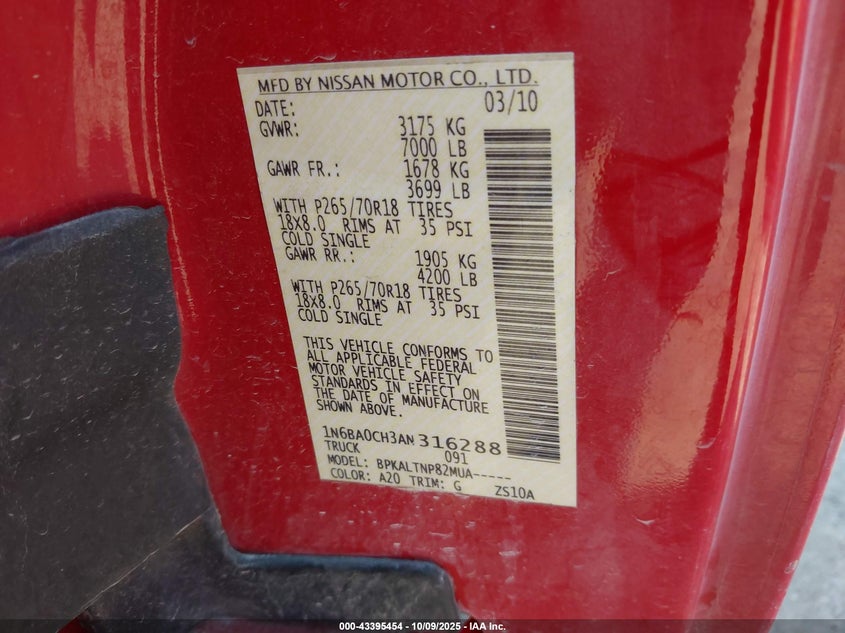 MFD BY NISSAN MOTOR CO., LTD.
DATE: 03/10
GVWR: 3175 KG
7000 LB
GAWR FR.: 1678 KG
3699 LB
WITH P265/70R18 TIRES
18X8.0 RIMS AT 35 PSI
COLD SINGLE
GAWR RR.: 1905 KG
4200 LB
WITH P265/70R18 TIRES
18X8.0 RIMS AT 35 PSI
COLD SINGLE
THIS VEHICLE CONFORMS TO
ALL APPLICABLE FEDERAL
MOTOR VEHICLE SAFETY
STANDARDS IN EFFECT ON
THE DATE OF MANUFACTURE
SHOWN ABOVE.
1N6BA0CH3AN316288
TRUCK 091
MODEL: BPKALTNP82MUA-----
COLOR: A20 TRIM: G ZS10A
000-43395454 - 10/09/2025 - IAA Inc.